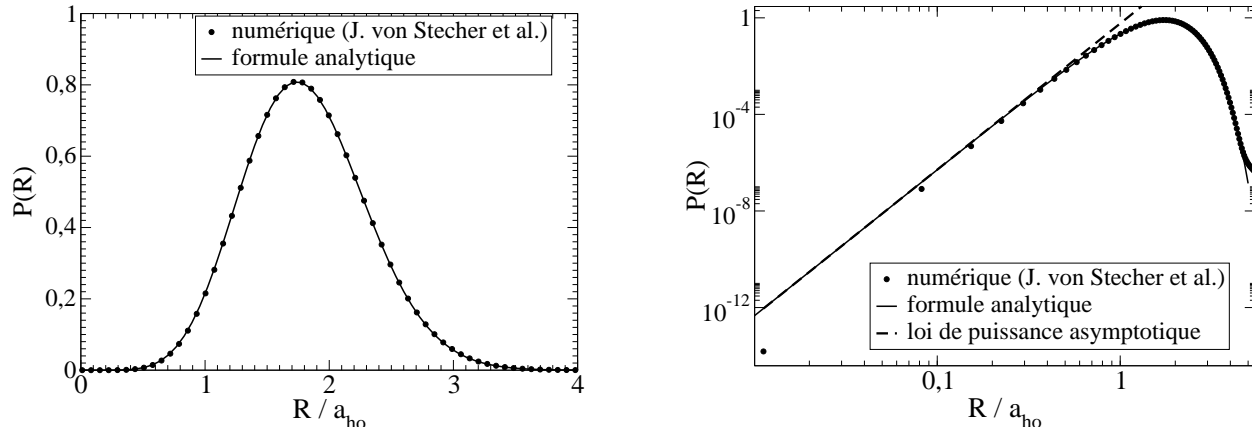 1
0.8
0.6
0.4
0,2
0
P(R)
numérique (J. von Stecher et al.)
formule analytique
0
1
2
3
4
R / a_ho
1
10^-4
10^-8
10^-12
P(R)
numérique (J. von Stecher et al.)
formule analytique
loi de puissance asymptotique
0,1
1
R / a_ho